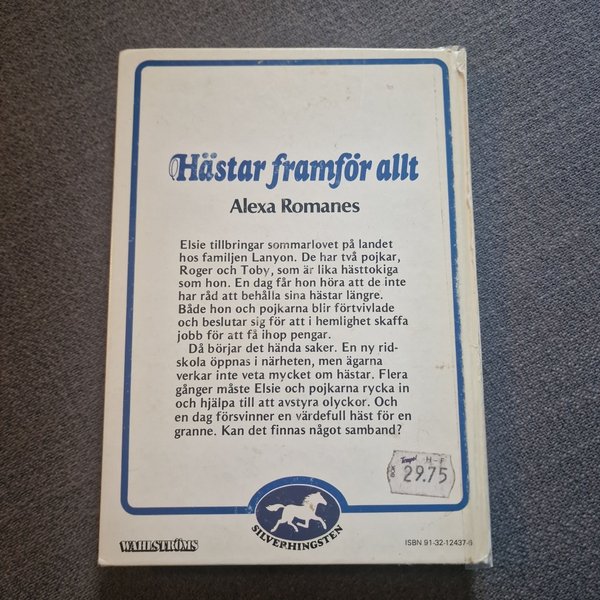 Hästar framför allt
Alexa Romanes
Elsie tillbringar sommarlovet på landet
hos familjen Lanyon. De har två pojkar,
Roger och Toby, som är lika hästtokiga
som hon. En dag får hon höra att de inte
har råd att behålla sina hästar längre.
Både hon och pojkarna blir förtvivlade
och beslutar sig för att i hemlighet skaffa
jobb för att få ihop pengar.
Då börjar det hända saker. En ny rid-
skola öppnas i närheten, men ägarna
verkar inte veta mycket om hästar. Flera
gånger måste Elsie och pojkarna rycka in
och hjälpa till att avstyra olyckor. Och
en dag försvinner en värdefull häst för en
granne. Kan det finnas något samband?
Tempo H-F
29.75
SILVERHINGSTEN
WAHLSTRÖMS
ISBN 91-32-12437-6